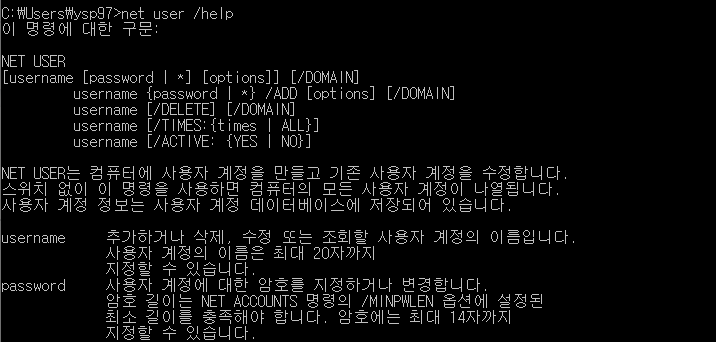 C:₩Users₩ysp97>net user /help
이 명령에 대한 구문:
NET USER
[username [password | *] [options]] [/DOMAIN]
username {password | *} /ADD [options] [/DOMAIN]
username [/DELETE] [/DOMAIN]
username [/TIMES:{times | ALL}]
username [/ACTIVE: {YES | NO}]
NET USER는 컴퓨터에 사용자 계정을 만들고 기존 사용자 계정을 수정합니다.
스위치 없이 이 명령을 사용하면 컴퓨터의 모든 사용자 계정이 나열됩니다.
사용자 계정 정보는 사용자 계정 데이터베이스에 저장되어 있습니다.
username 추가하거나 삭제, 수정 또는 조회할 사용자 계정의 이름입니다.
사용자 계정의 이름은 최대 20자까지
지정할 수 있습니다.
password 사용자 계정에 대한 암호를 지정하거나 변경합니다.
암호 길이는 NET ACCOUNTS 명령의 /MINPWLEN 옵션에 설정된
최소 길이를 충족해야 합니다. 암호에는 최대 14자까지
지정할 수 있습니다.